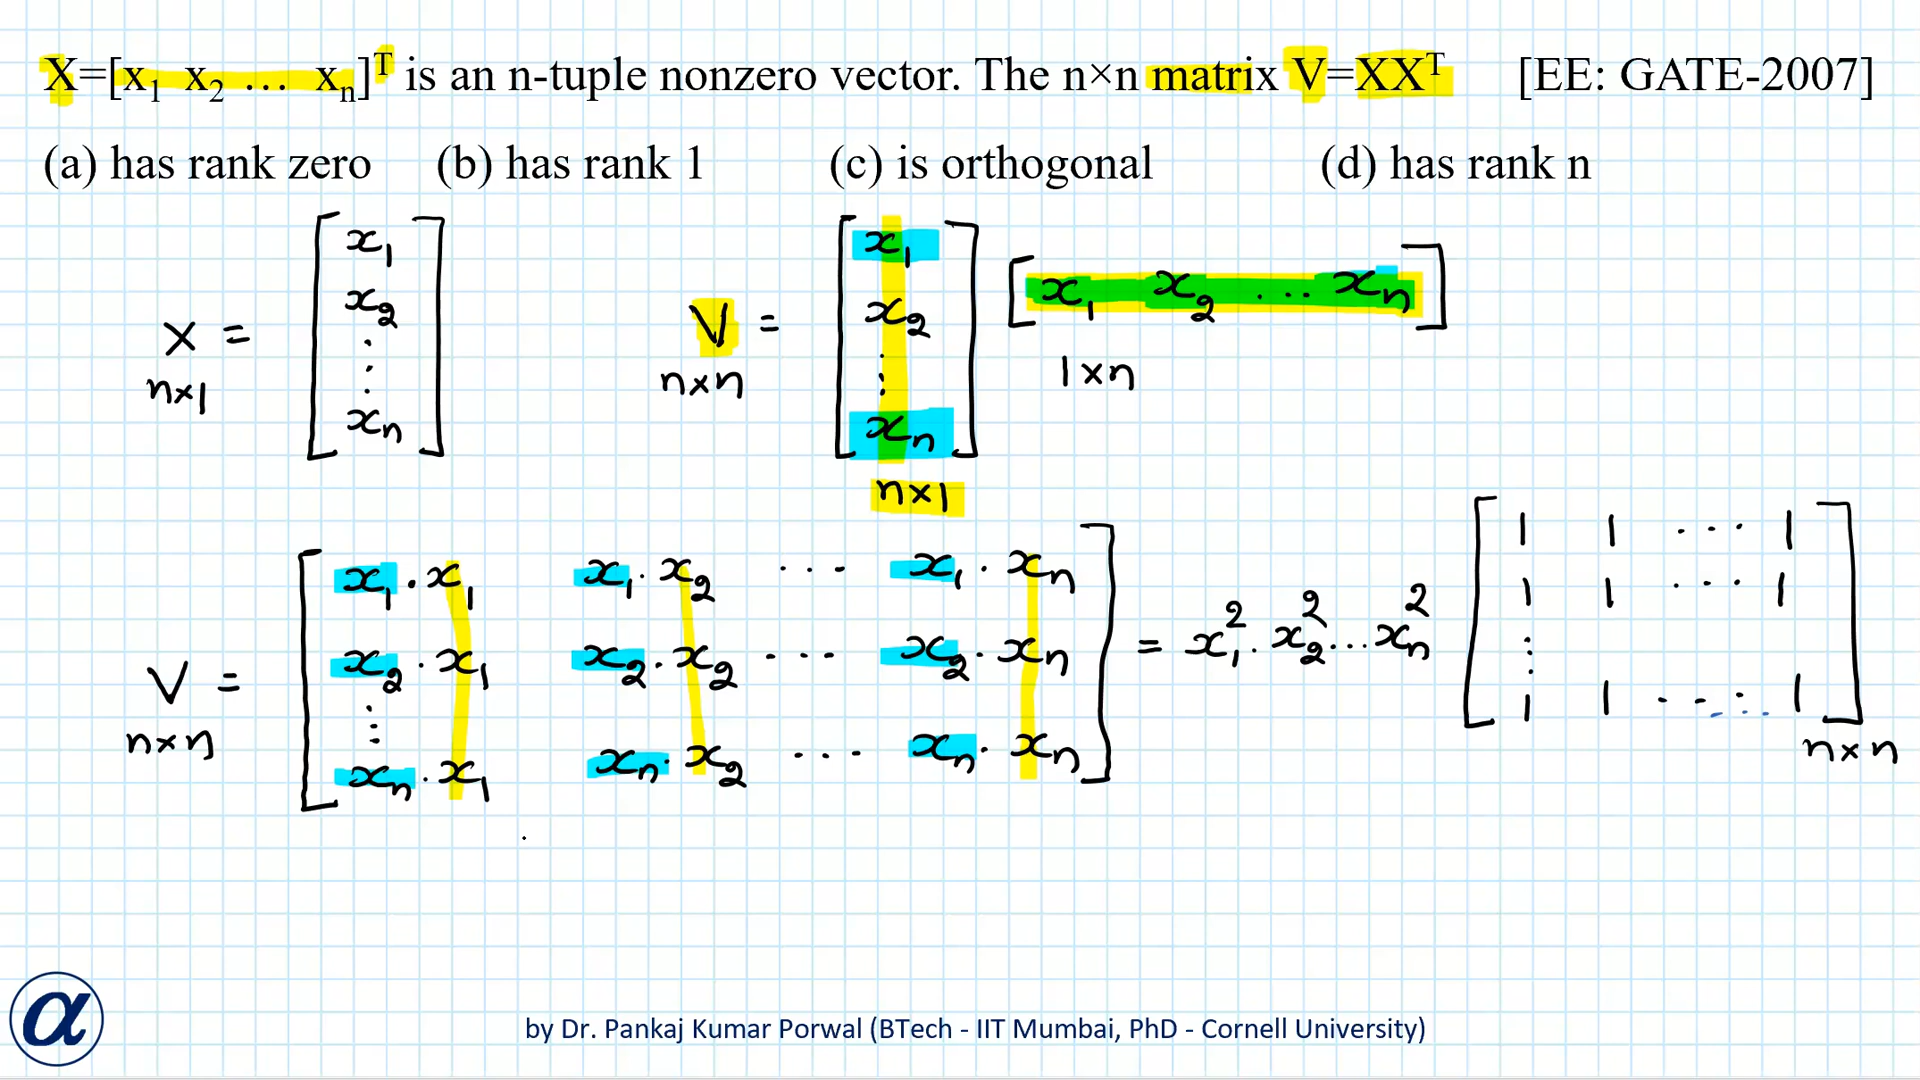 X=[x₁ x₂ … xₙ]ᵀ is an n-tuple nonzero vector. The n×n matrix V=XXᵀ [EE: GATE-2007]
(a) has rank zero (b) has rank 1 (c) is orthogonal (d) has rank n
X n×1 = [x₁ x₂ ⋮ xₙ]
V n×n = [x₁ x₂ ⋮ xₙ] n×1 [x₁ x₂ … xₙ] 1×n
V n×n = [
x₁·x₁ x₁·x₂ … x₁·xₙ
x₂·x₁ x₂·x₂ … x₂·xₙ
⋮
xₙ·x₁ xₙ·x₂ … xₙ·xₙ
] = x₁²·x₂²…xₙ² [
1 1 … 1
1 1 … 1
⋮
1 1 … 1
] n×n
α
by Dr. Pankaj Kumar Porwal (BTech - IIT Mumbai, PhD - Cornell University)